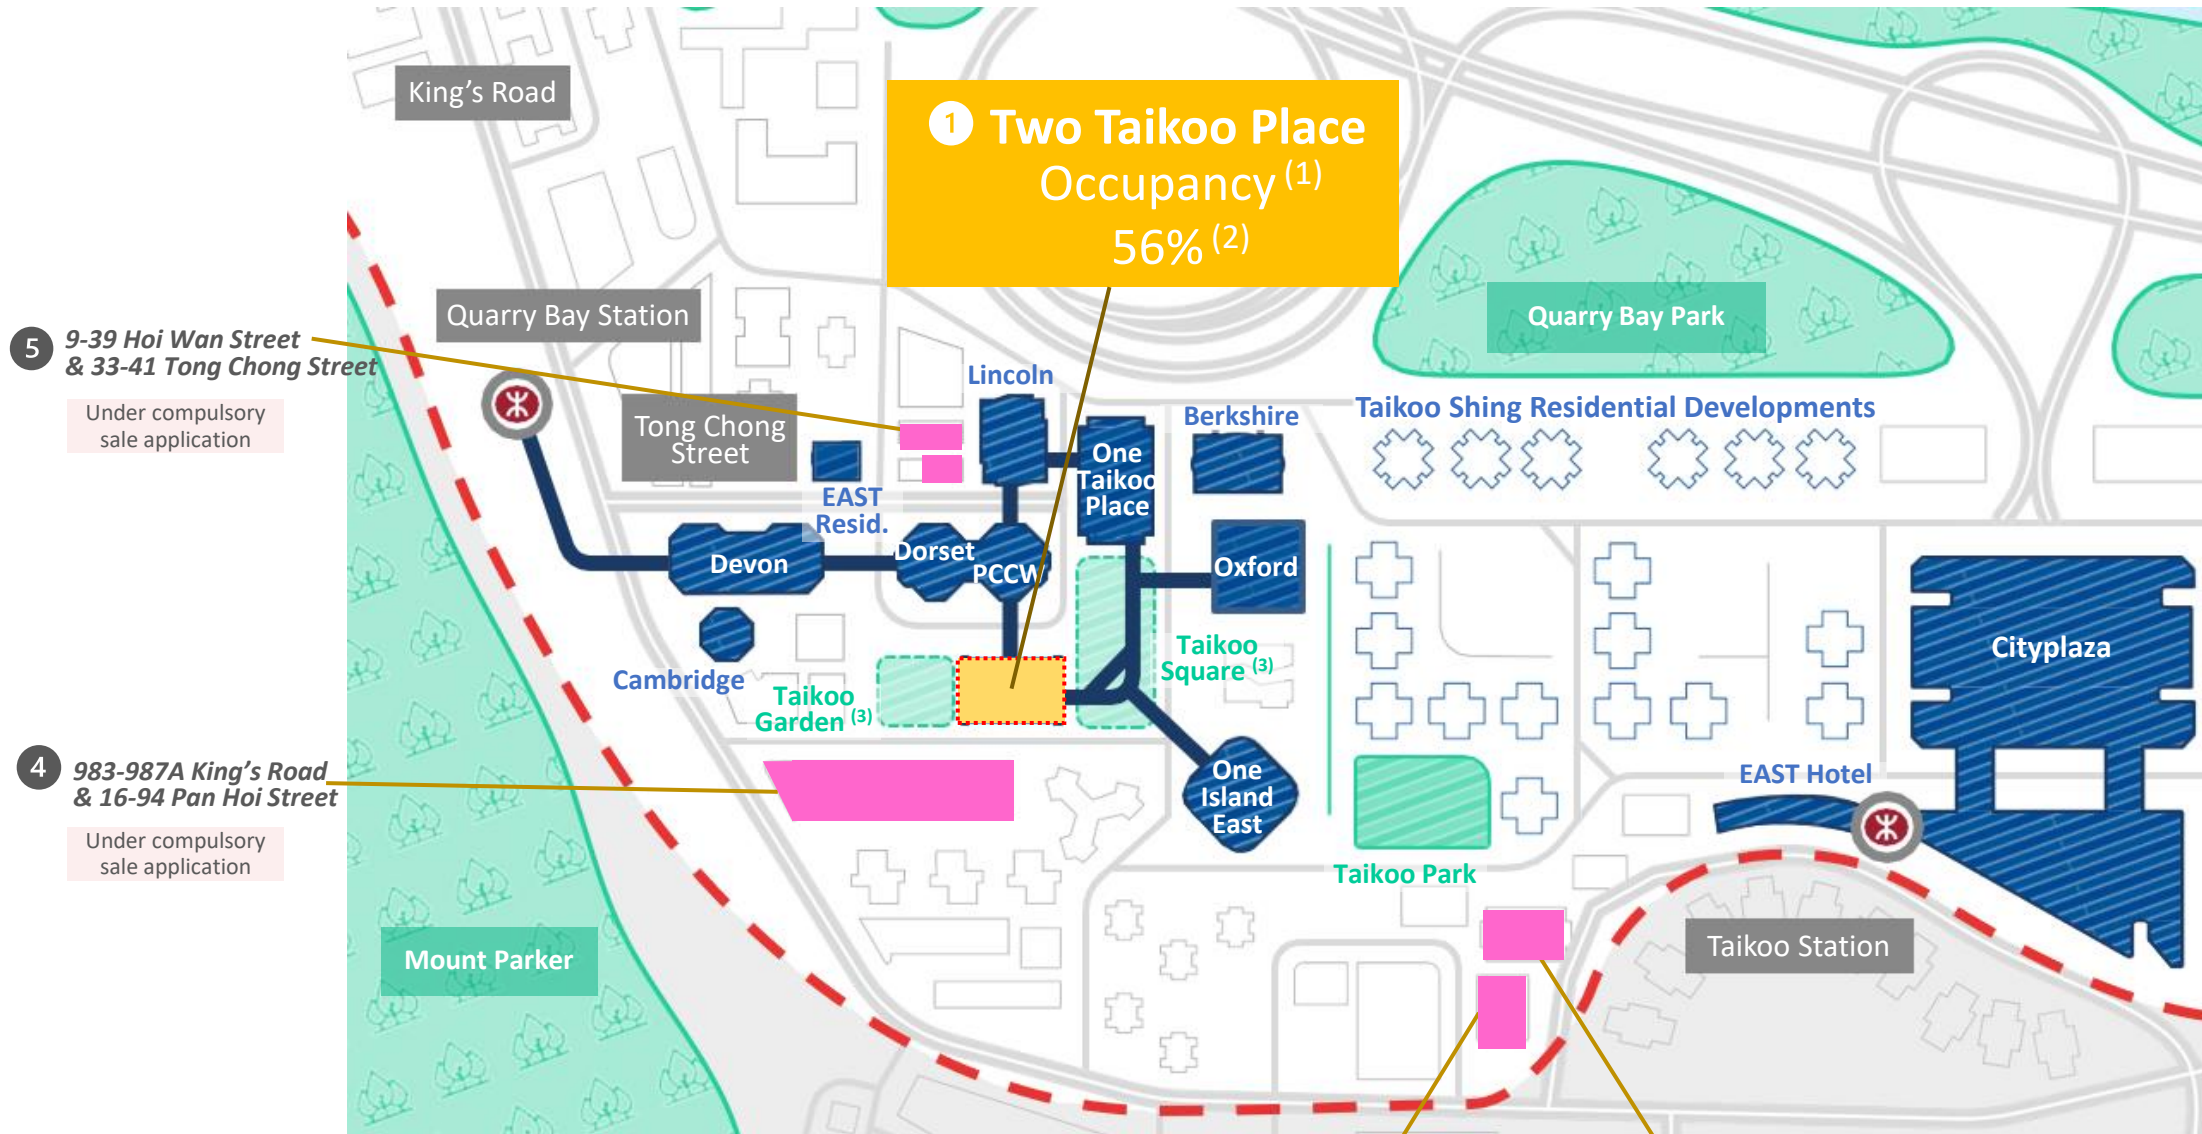 King's Road
1 Two Taikoo Place
Occupancy (1)
56% (2)
Quarry Bay Station
Quarry Bay Park
5 9-39 Hoi Wan Street
& 33-41 Tong Chong Street
Under compulsory
sale application
Lincoln
Tong Chong
Street
EAST
Resid.
One
Taikoo
Place
Berkshire
Taikoo Shing Residential Developments
Devon
Dorset
PCCW
Oxford
Cambridge
Taikoo
Garden (3)
Taikoo
Square (3)
Cityplaza
4 983-987A King's Road
& 16-94 Pan Hoi Street
Under compulsory
sale application
One
Island
East
EAST Hotel
Taikoo Park
Mount Parker
Taikoo Station